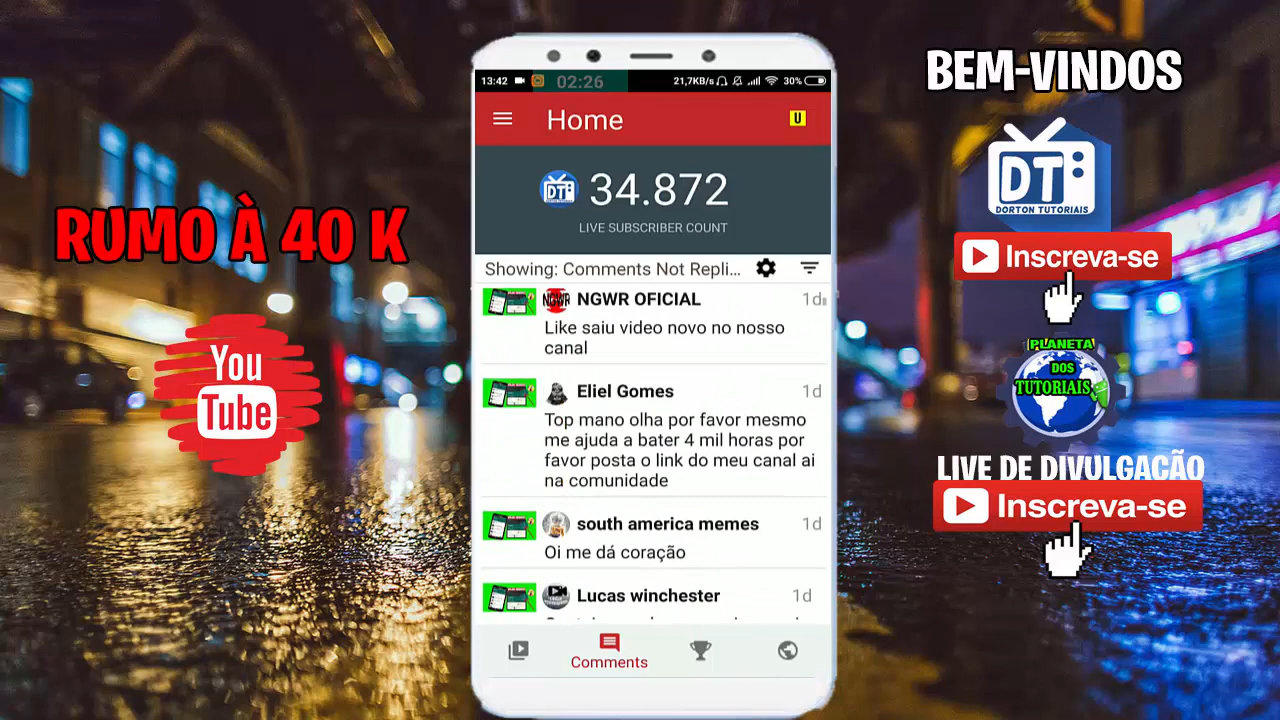 RUMO À 40 K
You
Tube
13:42
02:26
21,7KB/s
30%
Home
U
DT
34.872
LIVE SUBSCRIBER COUNT
Showing: Comments Not Repli...
NGWR
NGWR OFICIAL
1d
Like saiu video novo no nosso
canal
Eliel Gomes
1d
Top mano olha por favor mesmo
me ajuda a bater 4 mil horas por
favor posta o link do meu canal ai
na comunidade
south america memes
1d
Oi me dá coração
Lucas winchester
1d
Comments
BEM-VINDOS
DT
DORTON TUTORIAIS
Inscreva-se
PLANETA
DOS
TUTORIAIS
LIVE DE DIVULGACÃO
Inscreva-se